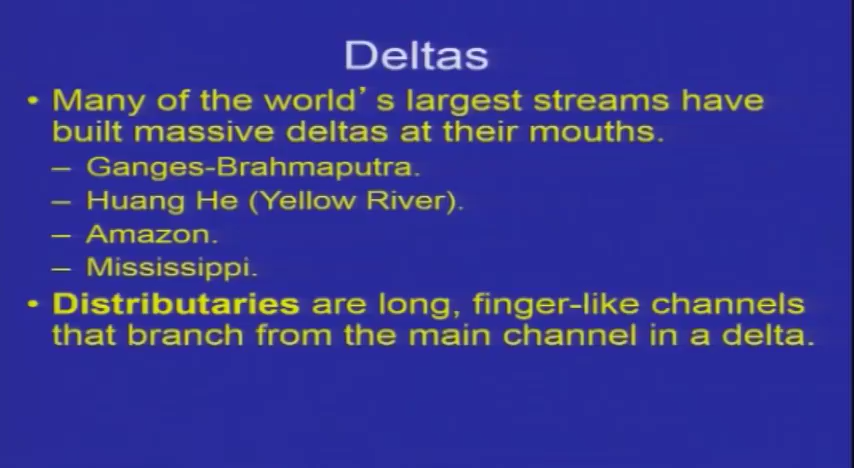 Deltas
• Many of the world's largest streams have
built massive deltas at their mouths.
– Ganges-Brahmaputra.
– Huang He (Yellow River).
– Amazon.
– Mississippi.
• Distributaries are long, finger-like channels
that branch from the main channel in a delta.